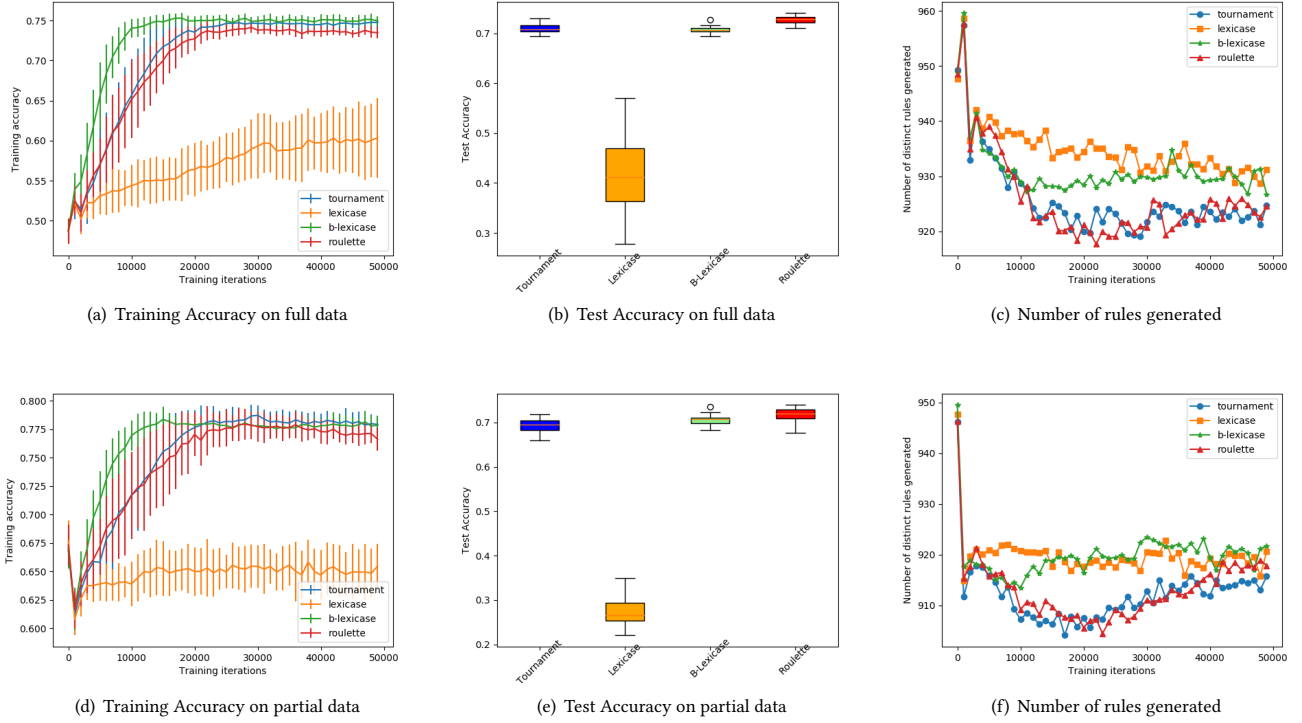 0.75
0.70
0.65
0.60
0.55
0.50
Training accuracy
tournament
lexicase
b-lexicase
roulette
0 10000 20000 30000 40000 50000
Training iterations
(a) Training Accuracy on full data
0.7
0.6
0.5
0.4
0.3
Test Accuracy
Tournament
Lexicase
B-Lexicase
Roulette
(b) Test Accuracy on full data
960
950
940
930
920
Number of distinct rules generated
tournament
lexicase
b-lexicase
roulette
0 10000 20000 30000 40000 50000
Training iterations
(c) Number of rules generated
0.800
0.775
0.750
0.725
0.700
0.675
0.650
0.625
0.600
Training accuracy
tournament
lexicase
b-lexicase
roulette
0 10000 20000 30000 40000 50000
Training iterations
(d) Training Accuracy on partial data
0.7
0.6
0.5
0.4
0.3
0.2
Test Accuracy
Tournament
Lexicase
B-Lexicase
Roulette
(e) Test Accuracy on partial data
950
940
930
920
910
Number of distinct rules generated
tournament
lexicase
b-lexicase
roulette
0 10000 20000 30000 40000 50000
Training iterations
(f) Number of rules generated